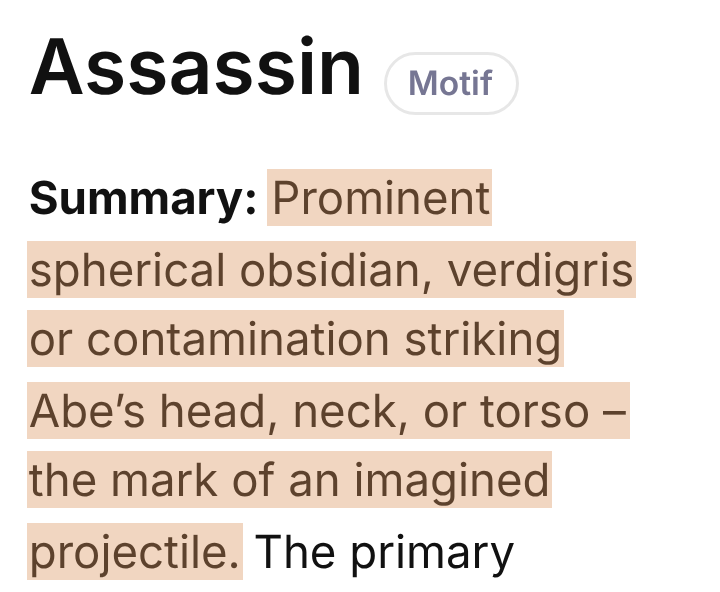 Assassin Motif
Summary: Prominent
spherical obsidian, verdigris
or contamination striking
Abe’s head, neck, or torso –
the mark of an imagined
projectile. The primary